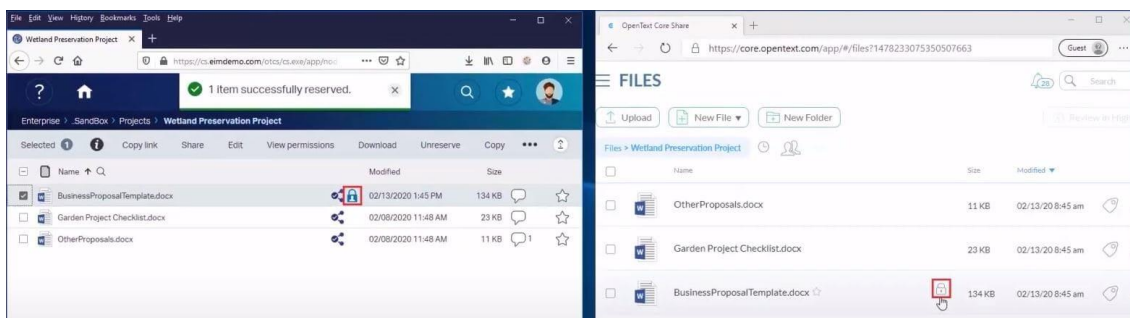 File Edit View History Bookmarks Tools Help
Wetland Preservation Project
https://cs.eimdemo.com/otcs/cs.exe/app/nod
1 item successfully reserved.
Enterprise > _SandBox > Projects > Wetland Preservation Project
Selected 1 Copy link Share Edit View permissions Download Unreserve Copy
Name Modified Size
BusinessProposalTemplate.docx 02/13/2020 1:45 PM 134 KB
Garden Project Checklist.docx 02/08/2020 11:48 AM 23 KB
OtherProposals.docx 02/08/2020 11:48 AM 11 KB 1
OpenText Core Share
https://core.opentext.com/app/#/files?1478233075350507663
Guest
FILES
28
Search
Upload New File New Folder
Files > Wetland Preservation Project
Name Size Modified
OtherProposals.docx 11 KB 02/13/20 8:45 am
Garden Project Checklist.docx 23 KB 02/13/20 8:45 am
BusinessProposalTemplate.docx 134 KB 02/13/20 8:45 am